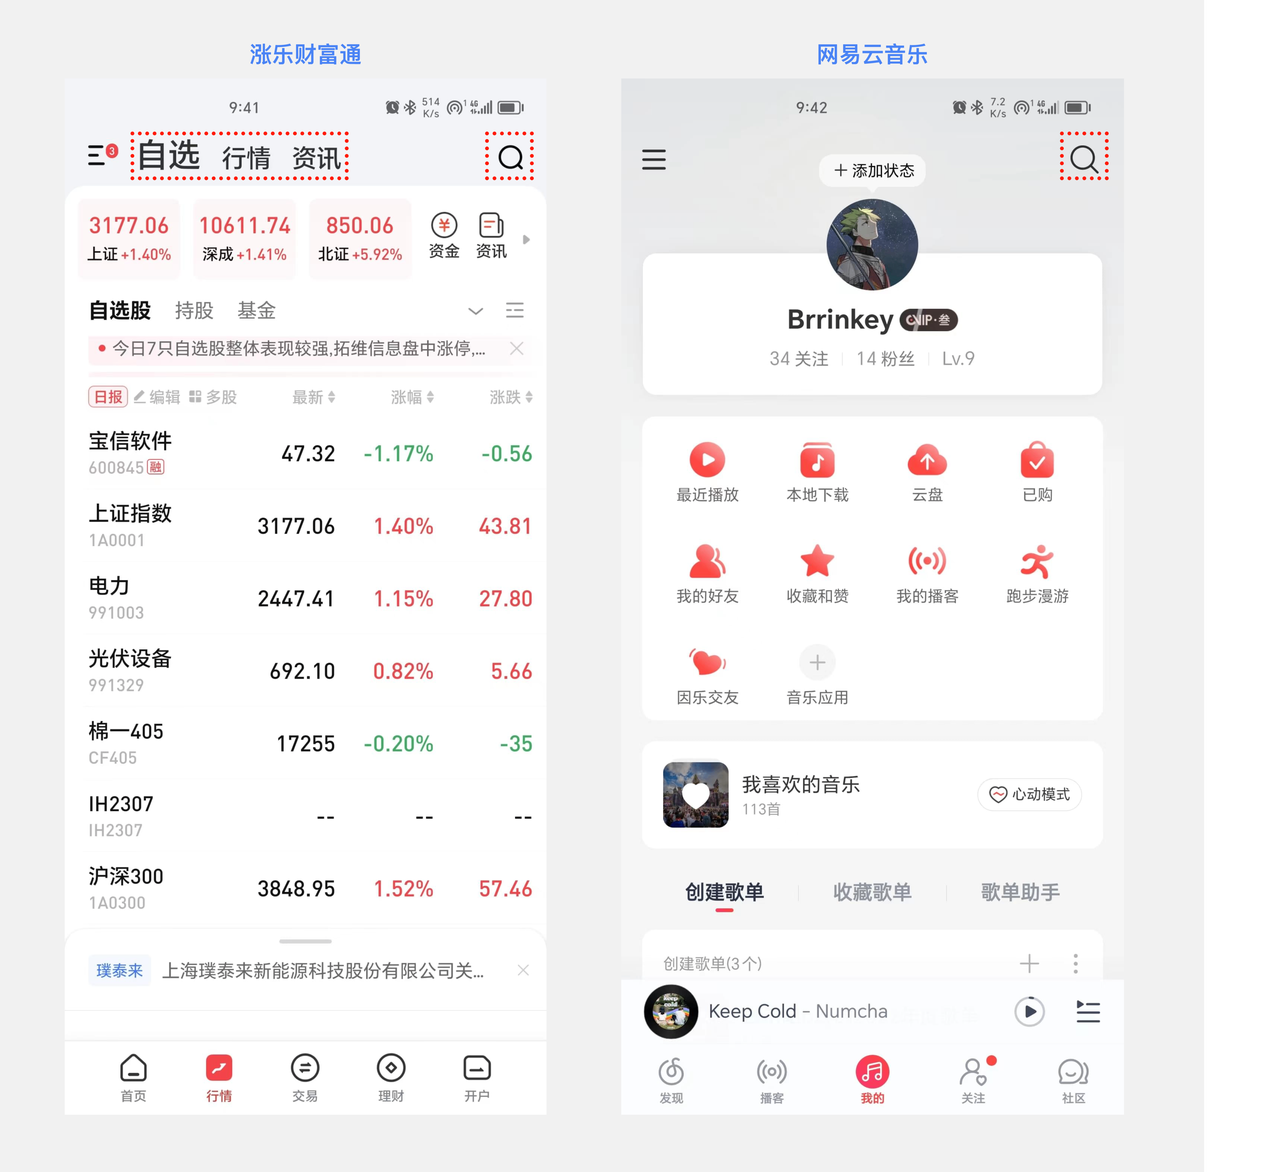 涨乐财富通
9:41
514 K/s
1 4G
3
自选 行情 资讯
3177.06 10611.74 850.06
上证 +1.40% 深成 +1.41% 北证 +5.92% 资金 资讯
自选股 持股 基金
今日7只自选股整体表现较强,拓维信息盘中涨停,...
日报 编辑 多股 最新 涨幅 涨跌
宝信软件 47.32 -1.17% -0.56
600845 融
上证指数 3177.06 1.40% 43.81
1A0001
电力 2447.41 1.15% 27.80
991003
光伏设备 692.10 0.82% 5.66
991329
棉一405 17255 -0.20% -35
CF405
IH2307 -- -- --
IH2307
沪深300 3848.95 1.52% 57.46
1A0300
璞泰来 上海璞泰来新能源科技股份有限公司关...
首页 行情 交易 理财 开户
网易云音乐
9:42
7.2 K/s
1 4G
+ 添加状态
Brrinkey VIP·叁
34 关注 14 粉丝 Lv.9
最近播放 本地下载 云盘 已购
我的好友 收藏和赞 我的播客 跑步漫游
因乐交友 音乐应用
我喜欢的音乐
113首
心动模式
创建歌单 收藏歌单 歌单助手
创建歌单(3个)
Keep Cold - Numcha
发现 播客 我的 关注 社区